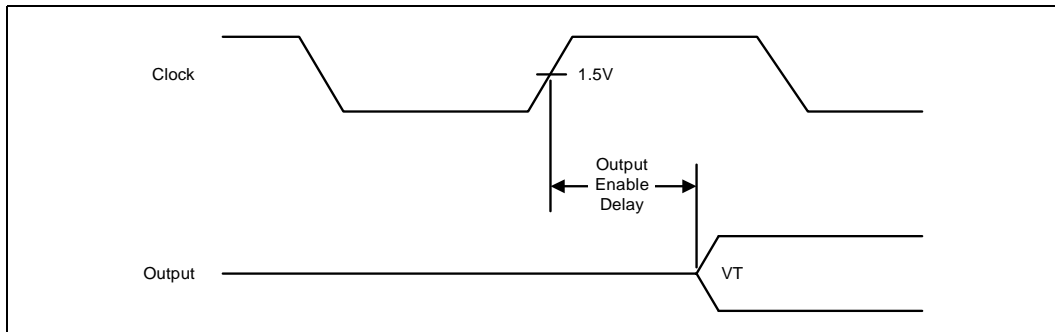 Clock
1.5V
Output
Enable
Delay
Output
VT